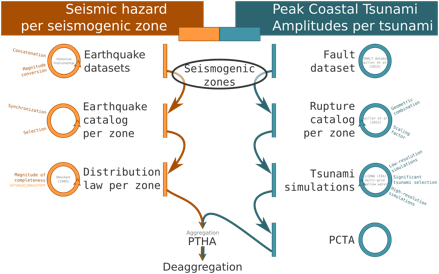 Seismic hazard
per seismogenic zone
Peak Coastal Tsunami
Amplitudes per tsunami
Seismogenic
zones
Concatenation
Magnitude
conversion
Earthquake
datasets
Synchronization
Selection
Earthquake
catalog
per zone
Magnitude of
completeness
Distribution
law per zone
Fault
dataset
Rupture
catalog
per zone
Geometric
combination
Scaling
factor
Tsunami
simulations
Low-resolution
simulations
Significant
tsunami selection
High-resolution
simulations
PCTA
Aggregation
PTHA
Deaggregation